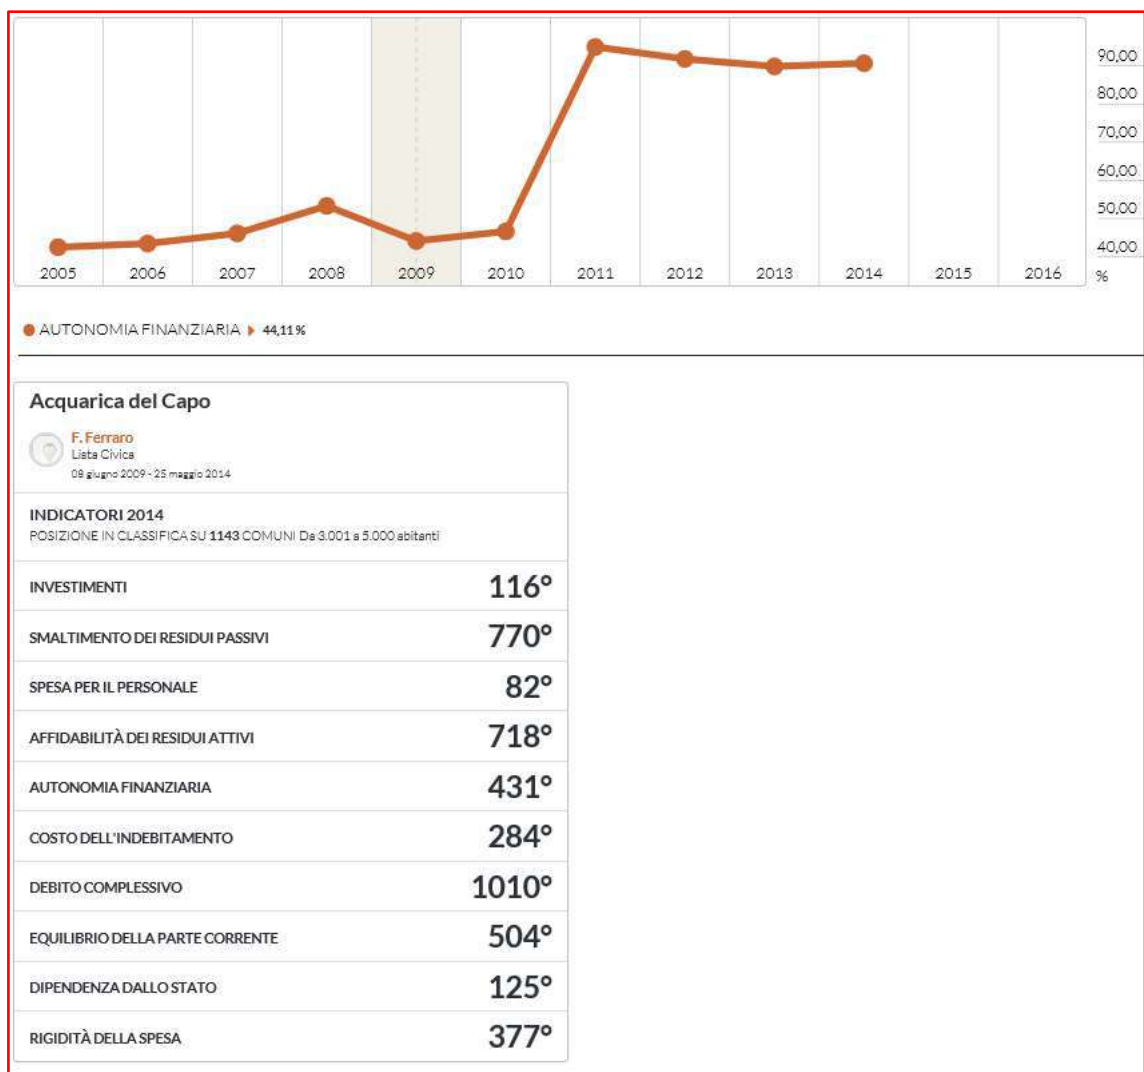 90,00
80,00
70,00
60,00
50,00
40,00
2005 2006 2007 2008 2009 2010 2011 2012 2013 2014 2015 2016 %
AUTONOMIA FINANZIARIA 44,11 %
Acquarica del Capo
F. Ferraro
Lista Civica
08 giugno 2009 - 25 maggio 2014
INDICATORI 2014
POSIZIONE IN CLASSIFICA SU 1143 COMUNI Da 3.001 a 5.000 abitanti
INVESTIMENTI 116°
SMALTIMENTO DEI RESIDUI PASSIVI 770°
SPESA PER IL PERSONALE 82°
AFFIDABILITÀ DEI RESIDUI ATTIVI 718°
AUTONOMIA FINANZIARIA 431°
COSTO DELL'INDEBITAMENTO 284°
DEBITO COMPLESSIVO 1010°
EQUILIBRIO DELLA PARTE CORRENTE 504°
DIPENDENZA DALLO STATO 125°
RIGIDITÀ DELLA SPESA 377°